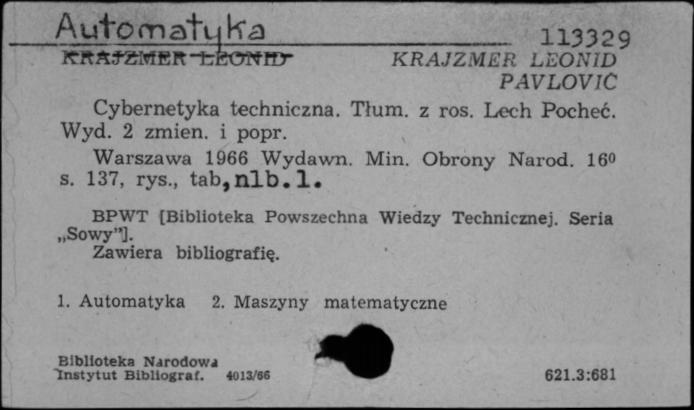 Automatyka
113329
KRAJZMER LEONID
KRAJZMER LEONID
PAVLOVIČ
Cybernetyka techniczna. Tłum. z ros. Lech Pocheć.
Wyd. 2 zmien. i popr.
Warszawa 1966 Wydawn. Min. Obrony Narod. 16⁰
s. 137, rys., tab, nlb. 1.
BPWT [Biblioteka Powszechna Wiedzy Technicznej. Seria
„Sowy”].
Zawiera bibliografię.
1. Automatyka 2. Maszyny matematyczne
Biblioteka Narodowa
Instytut Bibliograf. 4013/66
621.3:681